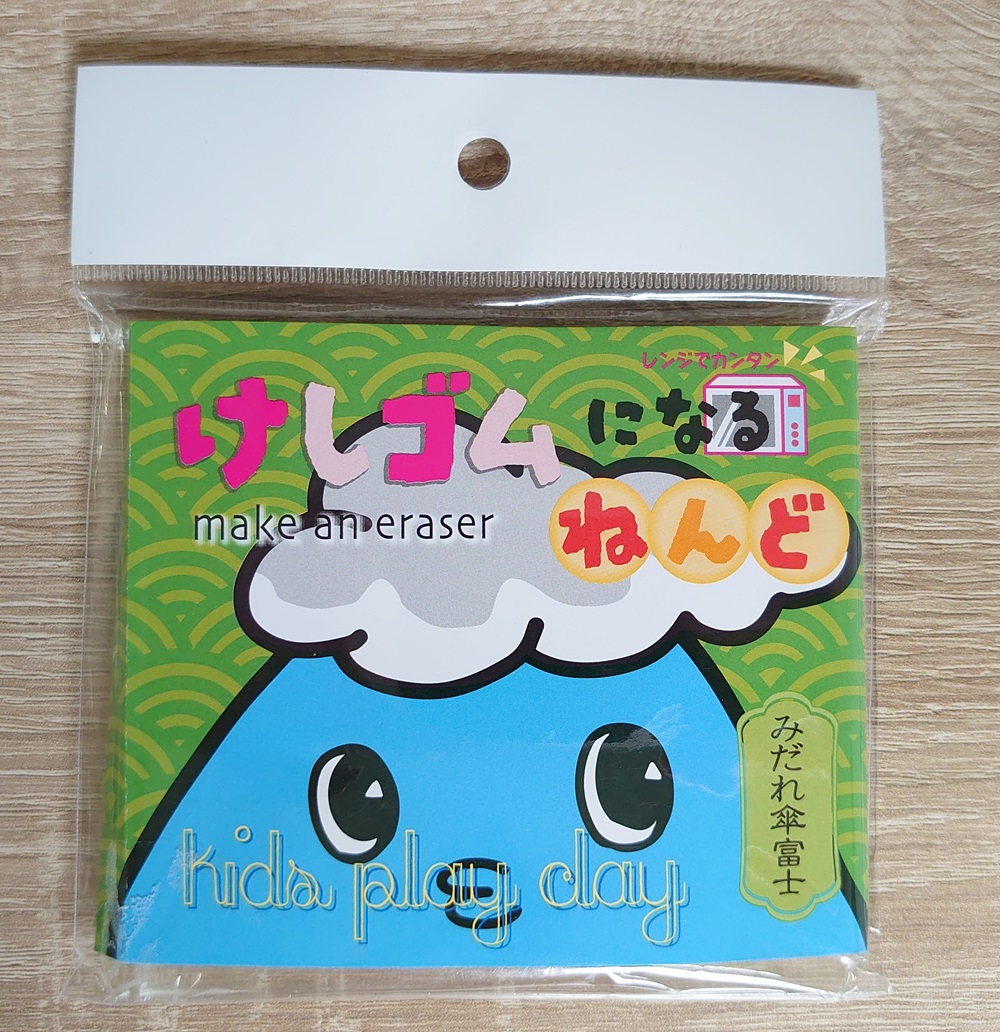 レンジでカンタン
けしゴムになる
make an eraser
ねんど
みだれ傘富士
kids play clay